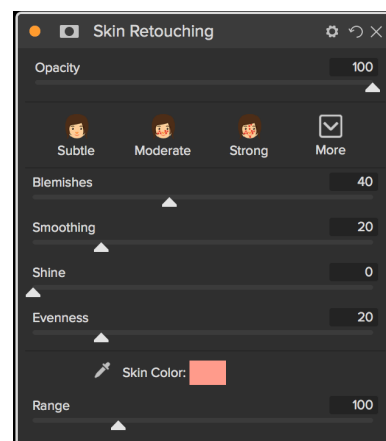 Skin Retouching
Opacity 100
Subtle Moderate Strong More
Blemishes 40
Smoothing 20
Shine 0
Evenness 20
Skin Color:
Range 100